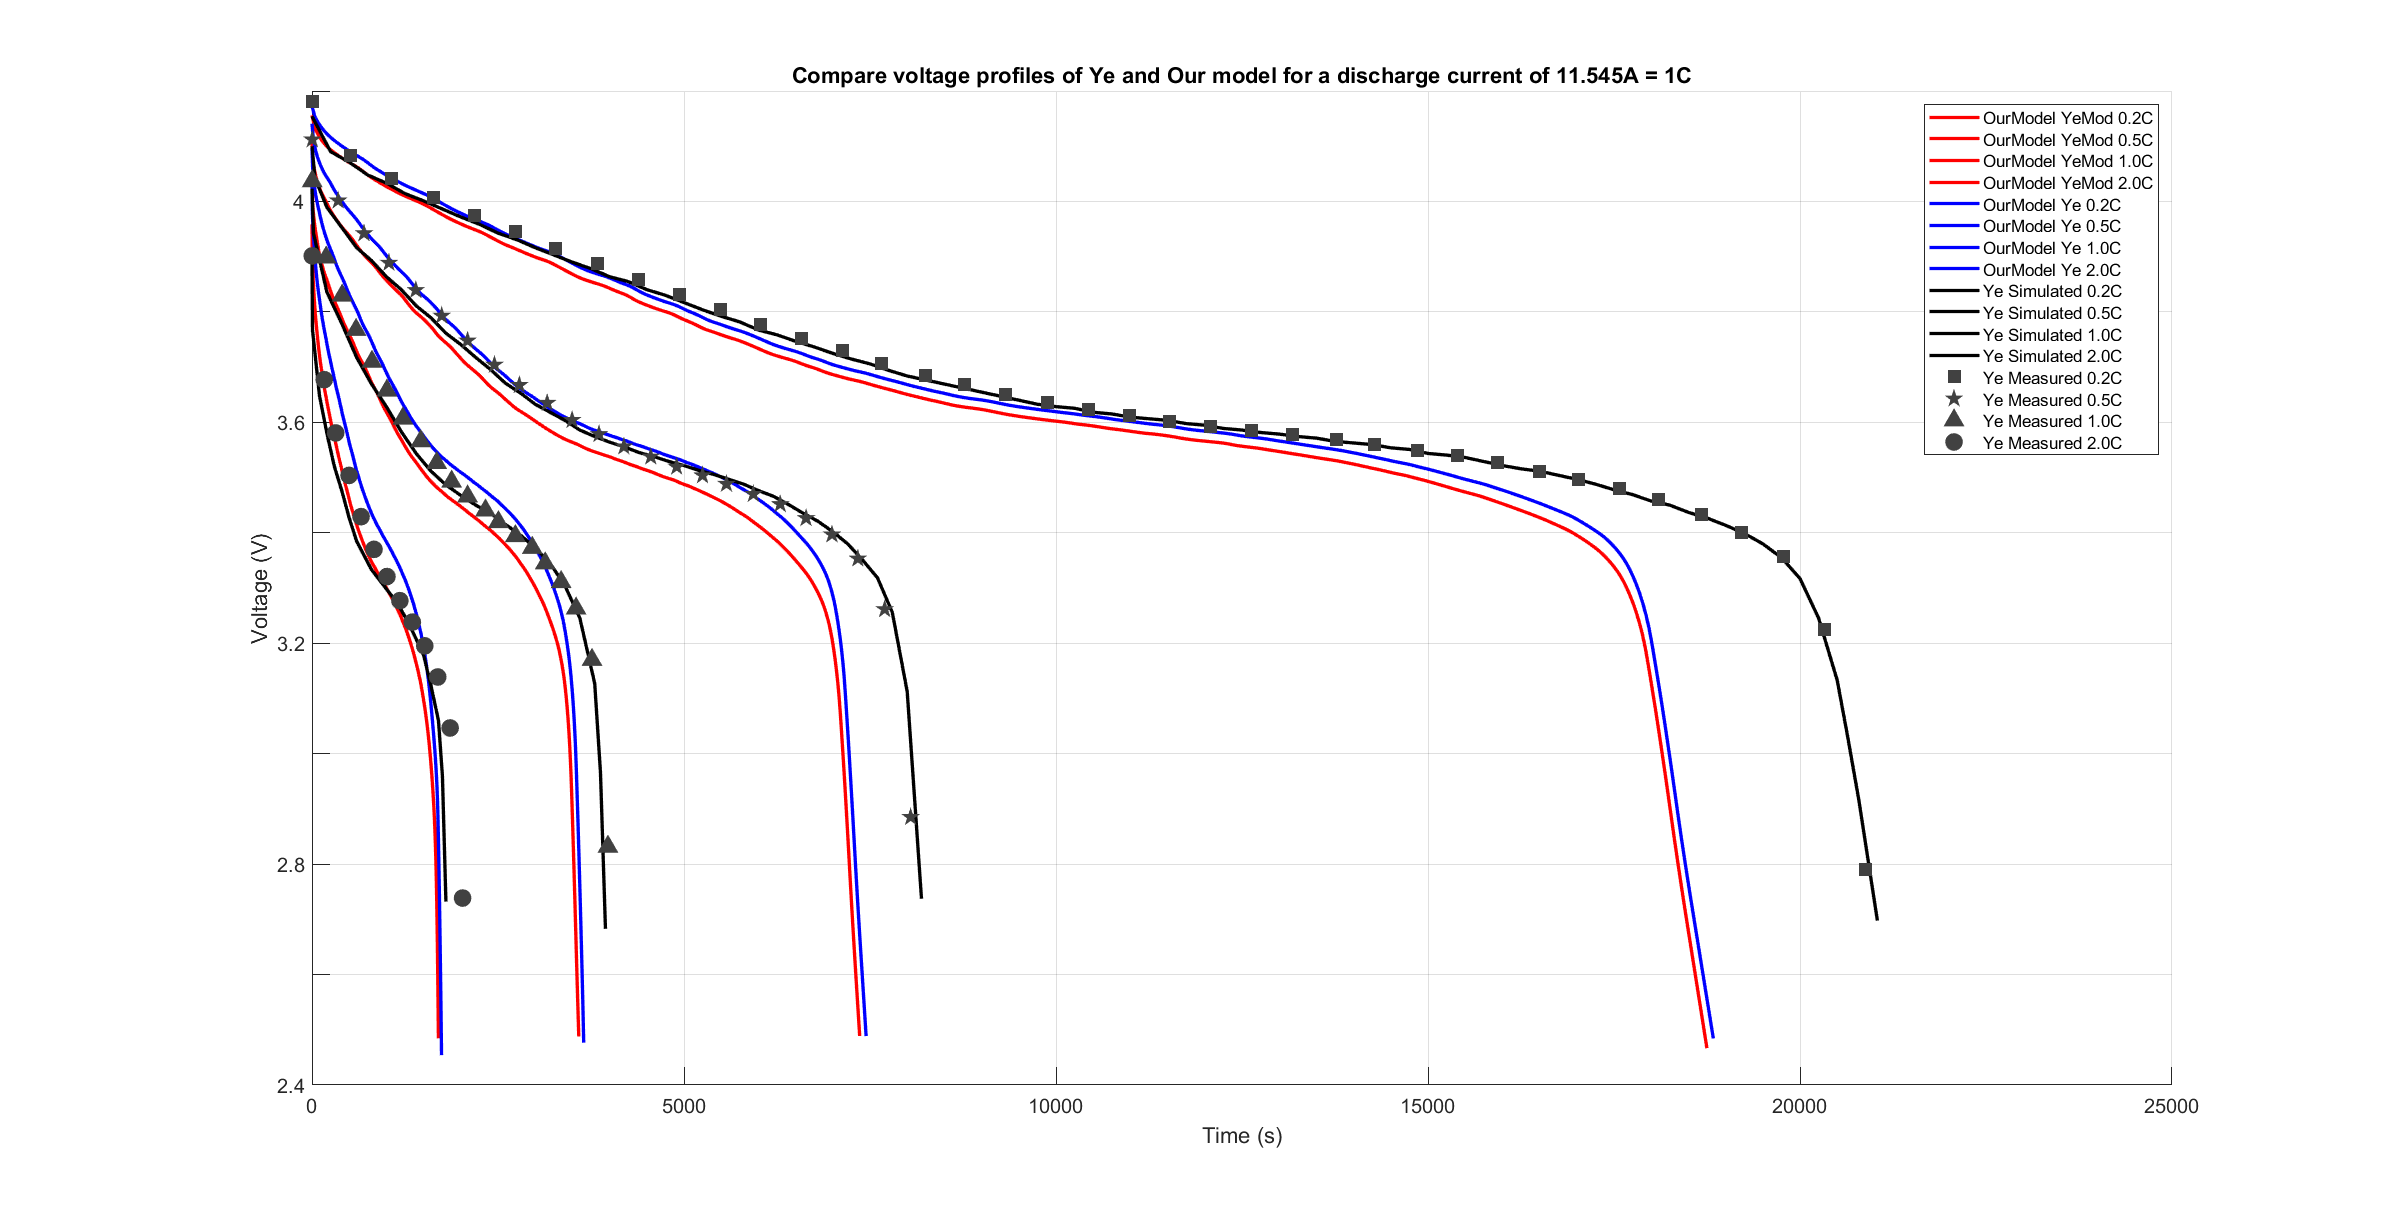 Compare voltage profiles of Ye and Our model for a discharge current of 11.545A = 1C
OurModel YeMod 0.2C
OurModel YeMod 0.5C
OurModel YeMod 1.0C
OurModel YeMod 2.0C
OurModel Ye 0.2C
OurModel Ye 0.5C
OurModel Ye 1.0C
OurModel Ye 2.0C
Ye Simulated 0.2C
Ye Simulated 0.5C
Ye Simulated 1.0C
Ye Simulated 2.0C
Ye Measured 0.2C
Ye Measured 0.5C
Ye Measured 1.0C
Ye Measured 2.0C
Voltage (V)
4
3.6
3.2
2.8
2.4
0 5000 10000 15000 20000 25000
Time (s)